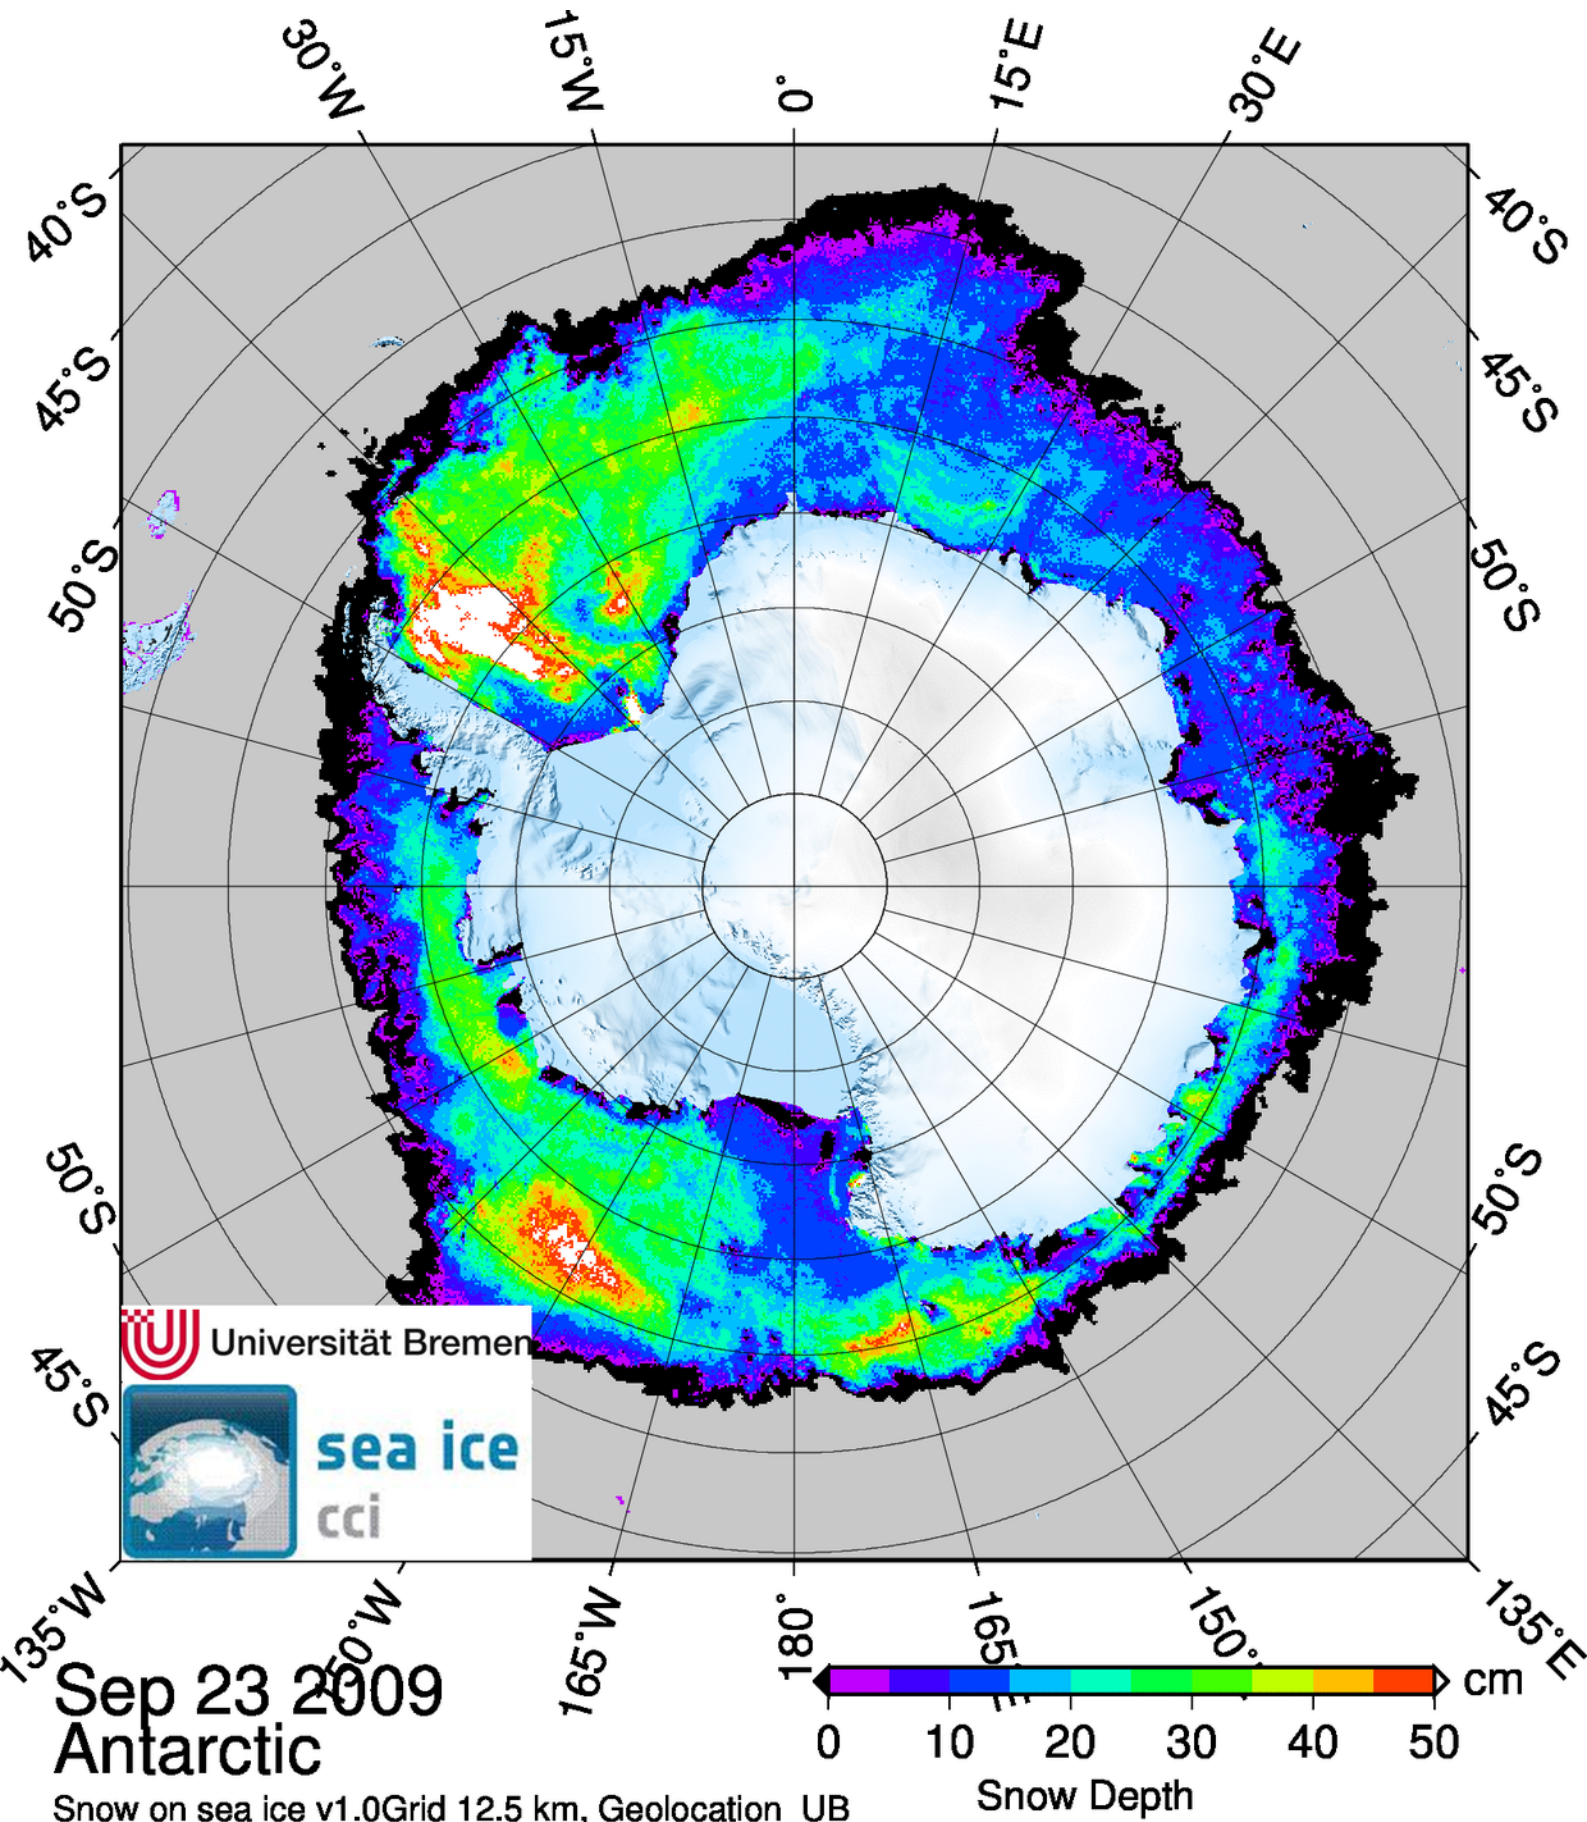 30°W 15°W 0° 15°E 30°E
40°S 40°S
45°S 45°S
50°S 50°S
50°S 50°S
45°S 45°S
Universität Bremen
sea ice
cci
135°W 165°W 180° 135°E
Sep 23 2009
Antarctic
Snow on sea ice v1.0Grid 12.5 km, Geolocation UB
cm
0 10 20 30 40 50
Snow Depth